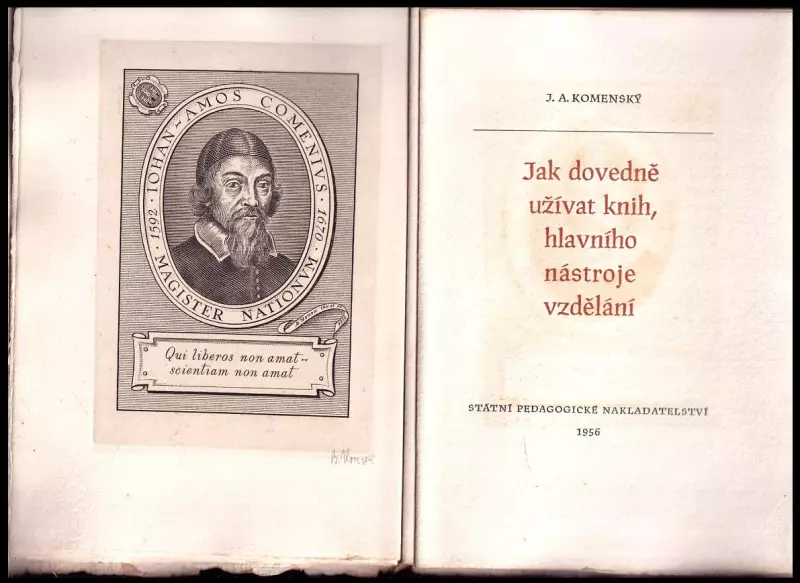 · 1592 · IOHAN~AMOS COMENIVS · 1670 ·
MAGISTER NATIONVM
Qui liberos non amat~
scientiam non amat
J. A. KOMENSKÝ
Jak dovedně
užívat knih,
hlavního
nástroje
vzdělání
STÁTNÍ PEDAGOGICKÉ NAKLADATELSTVÍ
1956